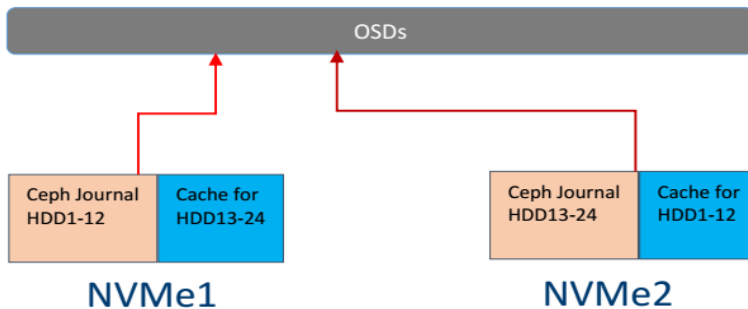 OSDs
Ceph Journal
HDD1-12
Cache for
HDD13-24
Ceph Journal
HDD13-24
Cache for
HDD1-12
NVMe1
NVMe2